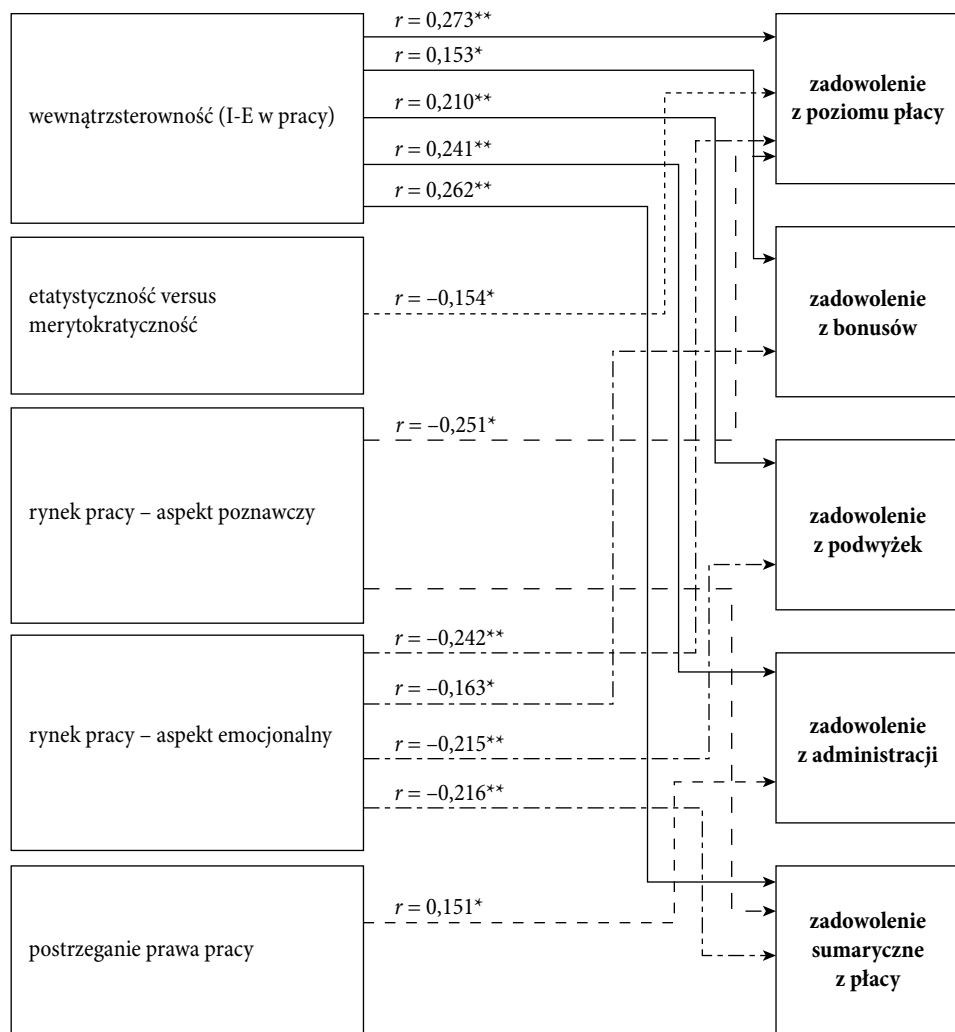 wewnątrzsterowność (I-E w pracy)
r = 0,273**
r = 0,153*
r = 0,210**
r = 0,241**
r = 0,262**
etatystyczność versus
merytokratyczność
r = –0,154*
rynek pracy – aspekt poznawczy
r = –0,251*
rynek pracy – aspekt emocjonalny
r = –0,242**
r = –0,163*
r = –0,215**
r = –0,216**
postrzeganie prawa pracy
r = 0,151*
zadowolenie
z poziomu płacy
zadowolenie
z bonusów
zadowolenie
z podwyżek
zadowolenie
z administracji
zadowolenie
sumaryczne
z płacy